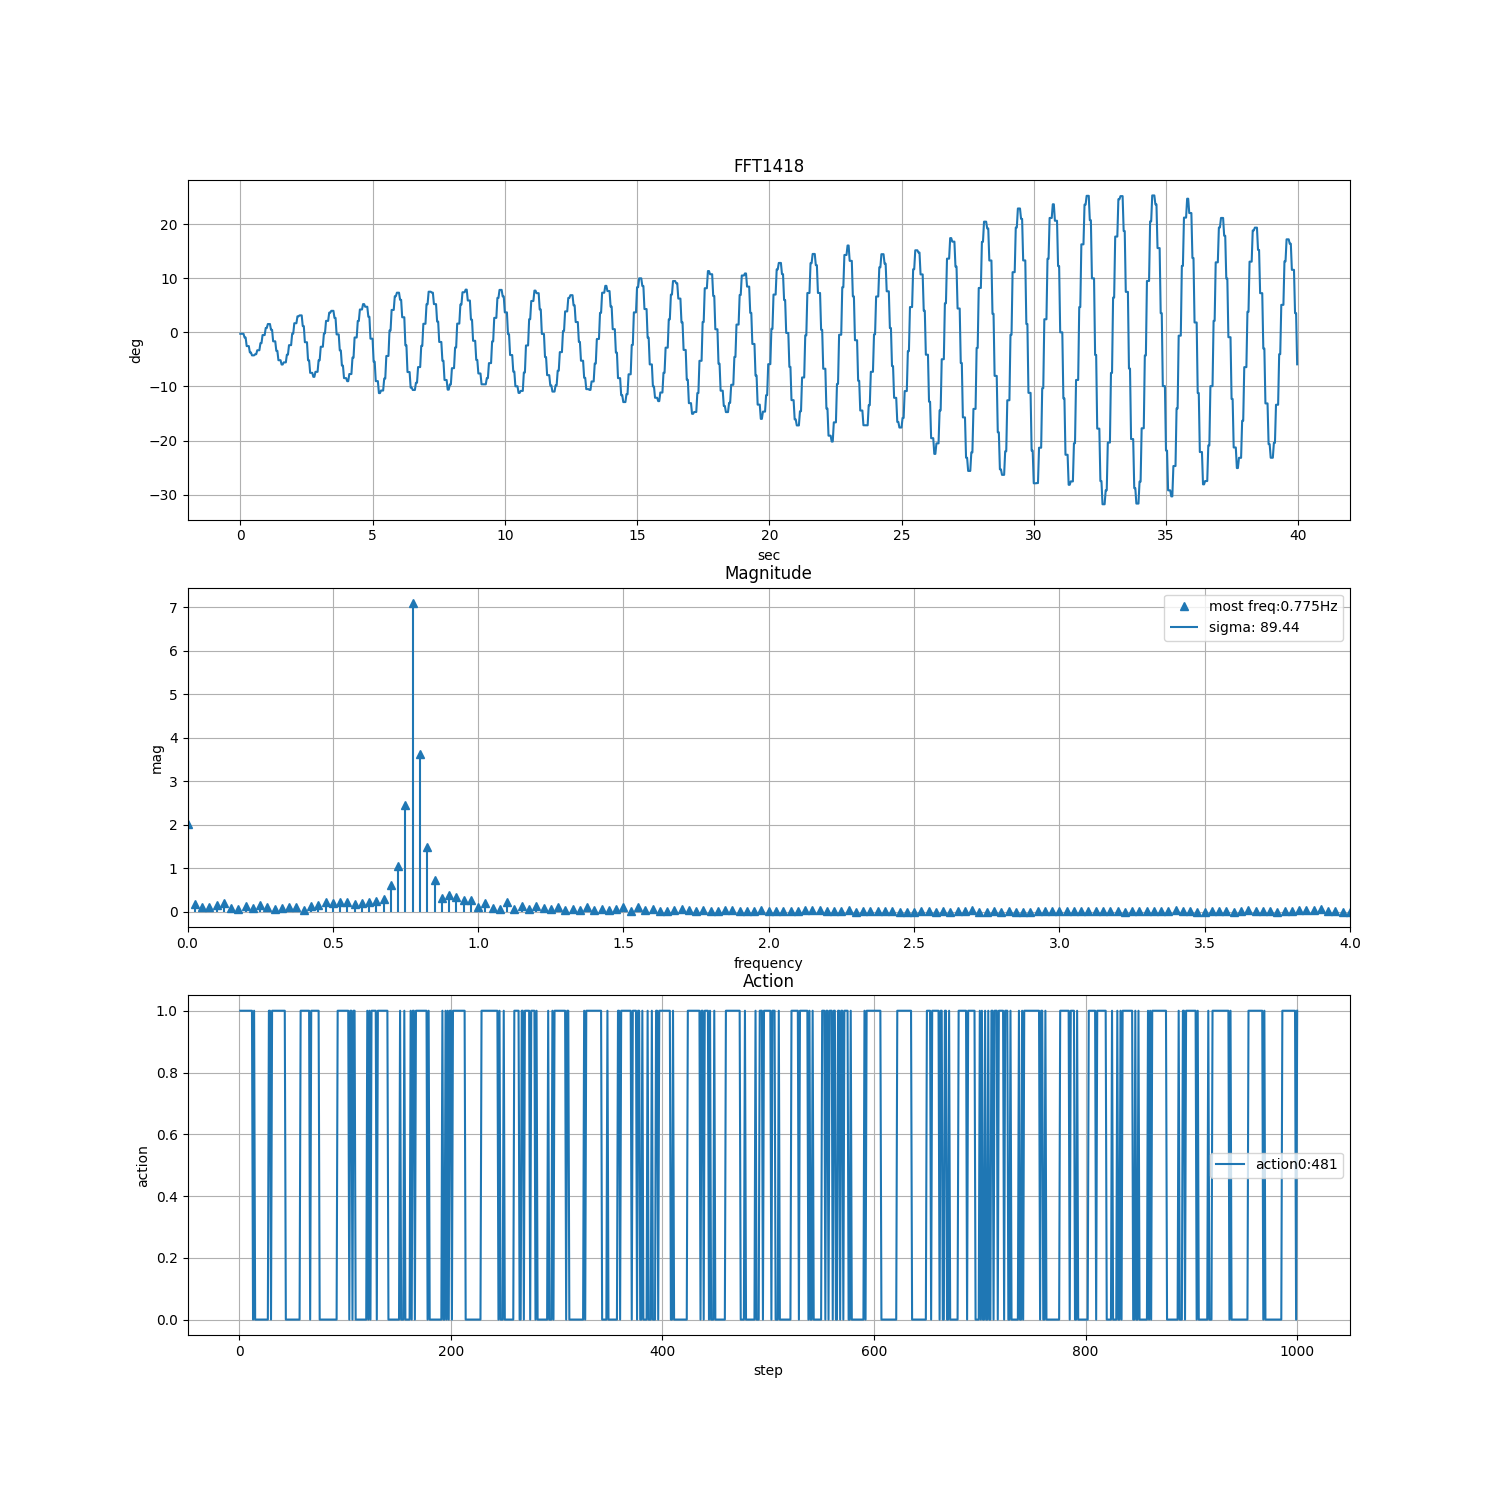 FFT1418
20
10
0
−10
−20
−30
deg
0 5 10 15 20 25 30 35 40
sec
Magnitude
7
6
5
4
3
2
1
0
mag
most freq:0.775Hz
sigma: 89.44
0.0 0.5 1.0 1.5 2.0 2.5 3.0 3.5 4.0
frequency
Action
1.0
0.8
0.6
0.4
0.2
0.0
action
action0:481
0 200 400 600 800 1000
step